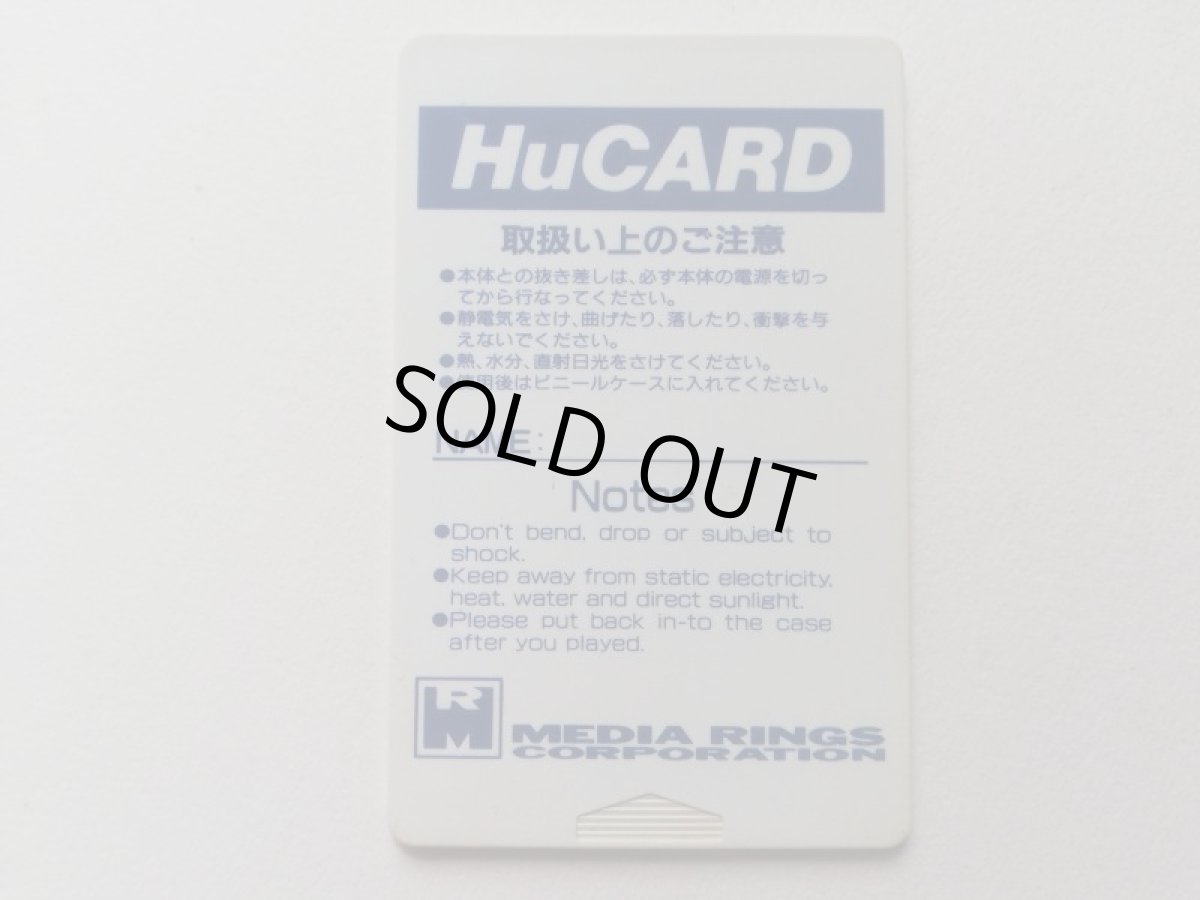 HuCARD
取扱い上のご注意
●本体との抜き差しは、必ず本体の電源を切っ
てから行なってください。
●静電気をさけ、曲げたり、落したり、衝撃を与
えないでください。
●熱、水分、直射日光をさけてください。
●使用後はビニールケースに入れてください。
SOLD OUT
NAME:
Notes
●Don't bend, drop or subject to
shock.
●Keep away from static electricity,
heat, water and direct sunlight.
●Please put back in-to the case
after you played.
RM
MEDIA RINGS
CORPORATION